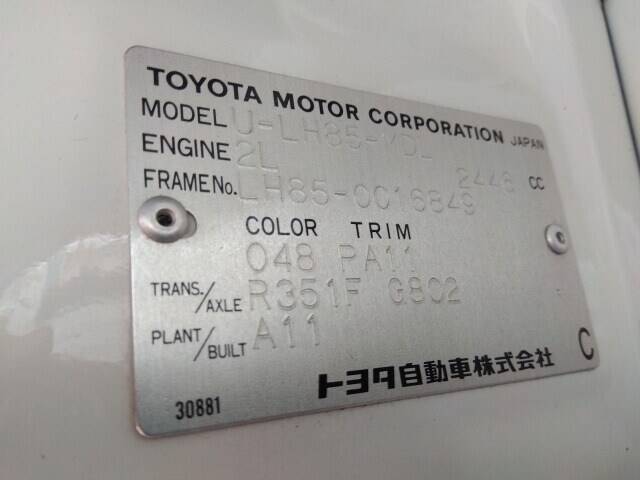 TOYOTA MOTOR CORPORATION JAPAN
MODEL U-LH85-VDL
ENGINE 2L 2446 CC
FRAME No. LH85-0016849
COLOR TRIM
048 PA11
TRANS./AXLE R351F G802
PLANT/BUILT A11
トヨタ自動車株式会社 C
30881